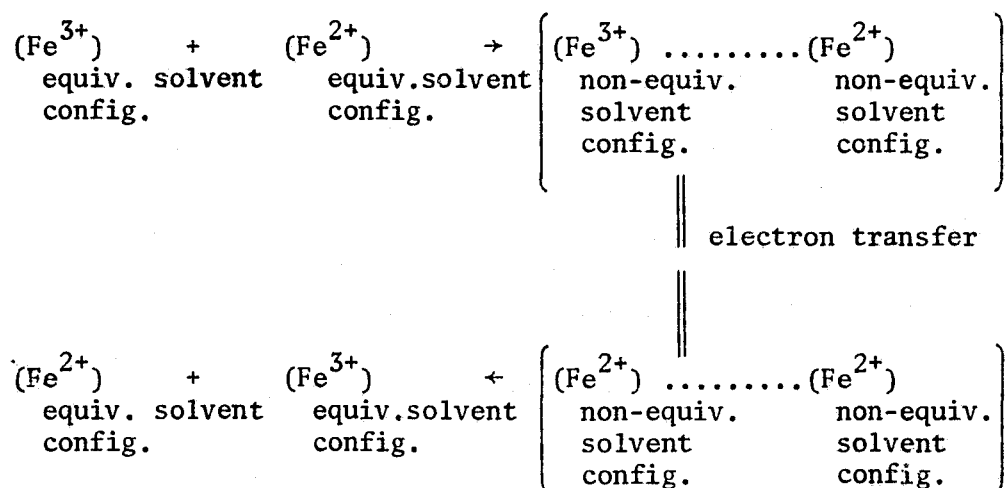 (Fe³⁺) + (Fe²⁺) → (Fe³⁺) .........(Fe²⁺)
equiv. solvent equiv.solvent non-equiv. non-equiv.
config. config. solvent solvent
config. config.
electron transfer
(Fe²⁺) + (Fe³⁺) ← (Fe²⁺) .........(Fe²⁺)
equiv. solvent equiv.solvent non-equiv. non-equiv.
config. config. solvent solvent
config. config.